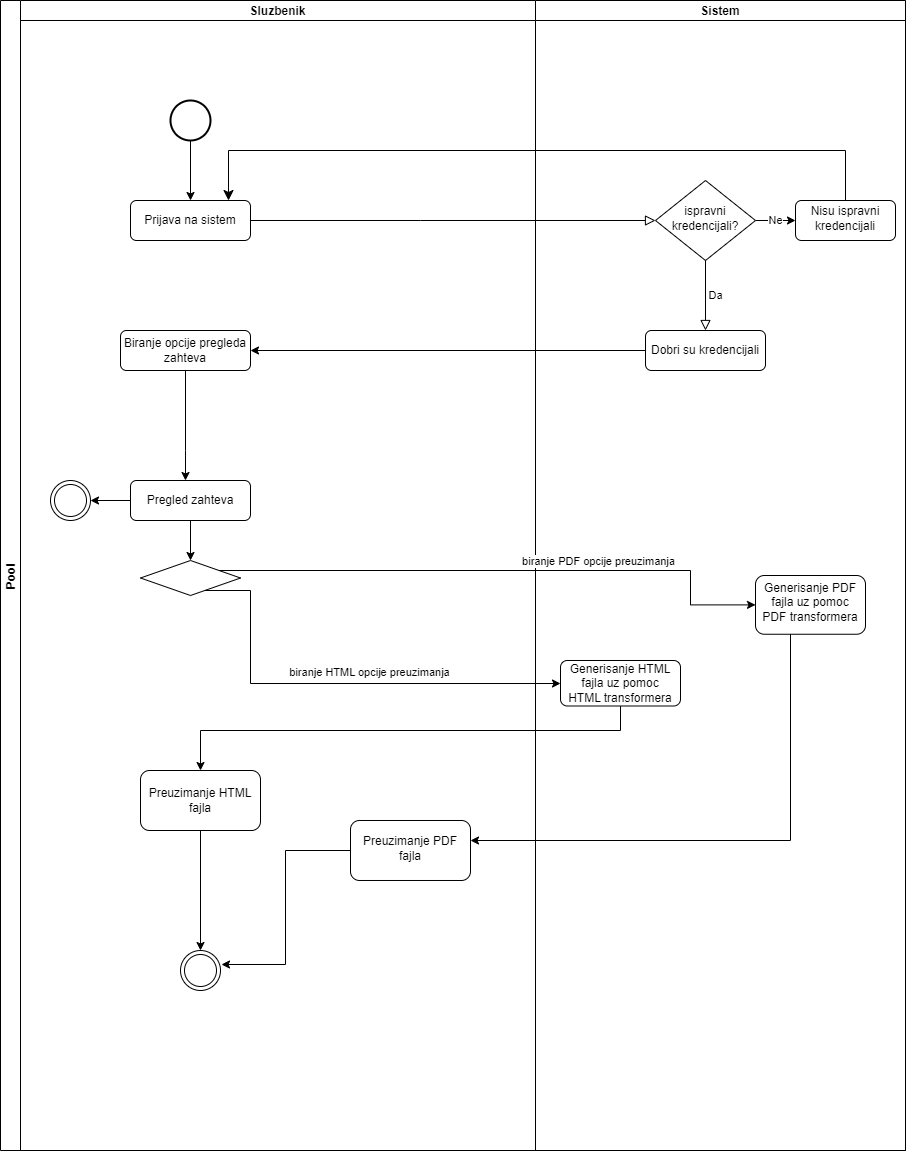 Sluzbenik
Sistem
Pool
Prijava na sistem
ispravni
kredencijali?
Ne
Nisu ispravni
kredencijali
Da
Biranje opcije pregleda
zahteva
Dobri su kredencijali
Pregled zahteva
biranje PDF opcije preuzimanja
Generisanje PDF
fajla uz pomoc
PDF transformera
biranje HTML opcije preuzimanja
Generisanje HTML
fajla uz pomoc
HTML transformera
Preuzimanje HTML
fajla
Preuzimanje PDF
fajla